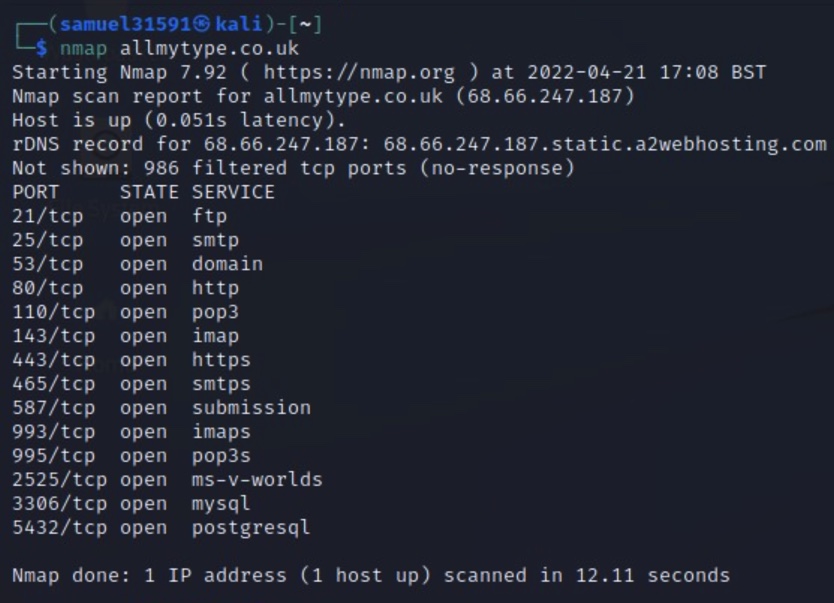 (samuel31591㉿kali)-[~]
$ nmap allmytype.co.uk
Starting Nmap 7.92 ( https://nmap.org ) at 2022-04-21 17:08 BST
Nmap scan report for allmytype.co.uk (68.66.247.187)
Host is up (0.051s latency).
rDNS record for 68.66.247.187: 68.66.247.187.static.a2webhosting.com
Not shown: 986 filtered tcp ports (no-response)
PORT     STATE SERVICE
21/tcp   open  ftp
25/tcp   open  smtp
53/tcp   open  domain
80/tcp   open  http
110/tcp  open  pop3
143/tcp  open  imap
443/tcp  open  https
465/tcp  open  smtps
587/tcp  open  submission
993/tcp  open  imaps
995/tcp  open  pop3s
2525/tcp open  ms-v-worlds
3306/tcp open  mysql
5432/tcp open  postgresql
Nmap done: 1 IP address (1 host up) scanned in 12.11 seconds